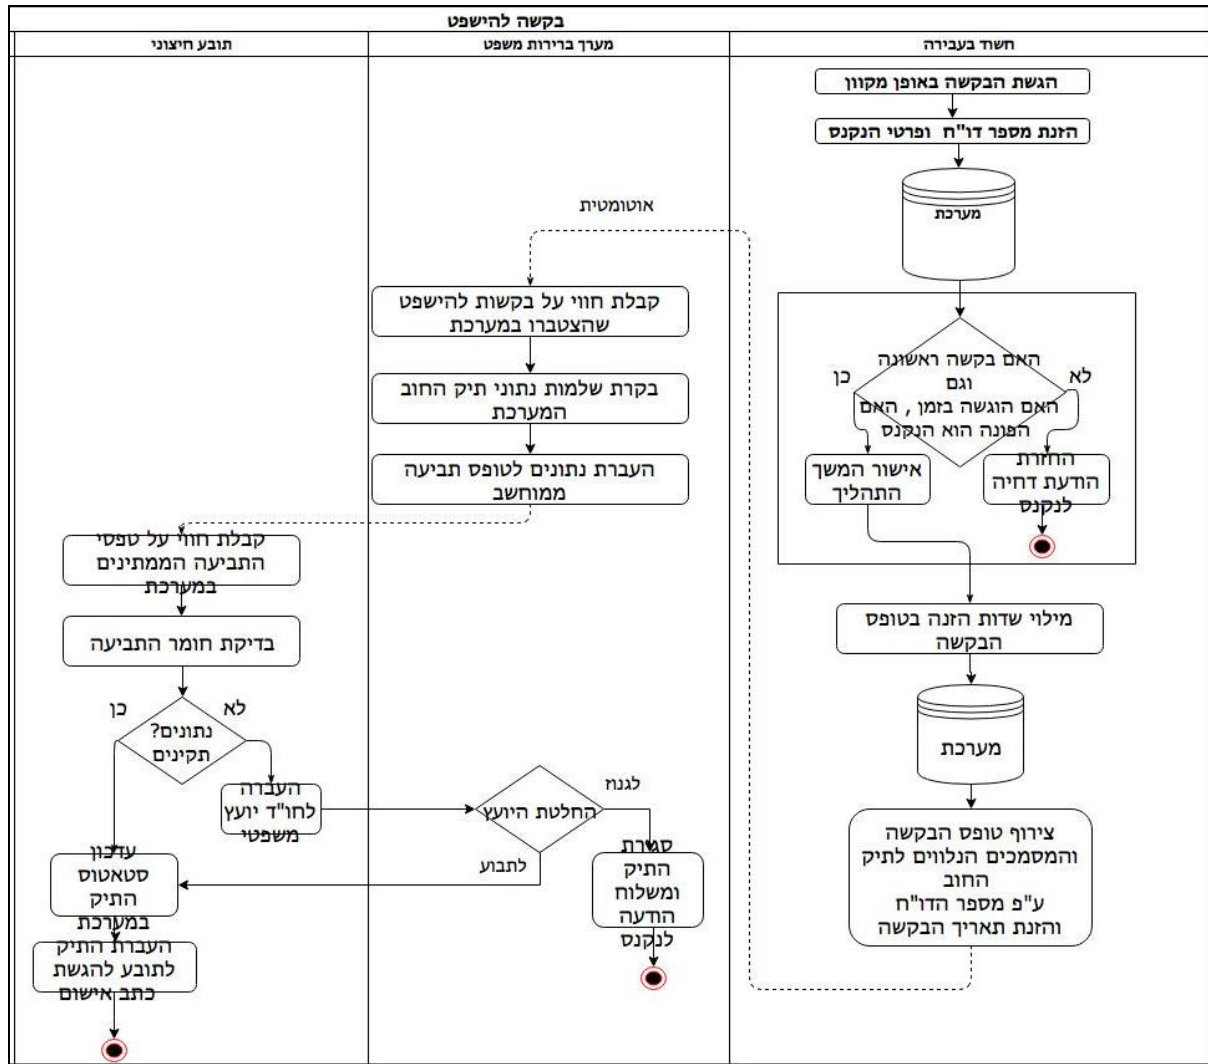 בקשה להישפט
חשוד בעבירה
מערך ברירות משפט
תובע חיצוני
הגשת הבקשה באופן מקוון
הזנת מספר דו"ח ופרטי הנקנס
מערכת
האם בקשה ראשונה
וגם
האם הוגשה בזמן , האם
הפונה הוא הנקנס
לא
כן
החזרת
הודעת דחיה
לנקנס
אישור המשך
התהליך
מילוי שדות הזנה בטופס
הבקשה
מערכת
צירוף טופס הבקשה
והמסמכים הנלווים לתיק
החוב
ע"פ מספר הדו"ח
והזנת תאריך הבקשה
אוטומטית
קבלת חווי על בקשות להישפט
שהצטברו במערכת
בקרת שלמות נתוני תיק החוב
המערכת
העברת נתונים לטופס תביעה
ממוחשב
קבלת חווי על טפסי
התביעה הממתינים
במערכת
בדיקת חומר התביעה
נתונים?
תקינים
לא
כן
העברה
לחו"ד יועץ
משפטי
החלטת היועץ
לגנוז
לתבוע
סגירת
התיק
ומשלוח
הודעה
לנקנס
עדכון
סטאטוס
התיק
במערכת
העברת התיק
לתובע להגשת
כתב אישום